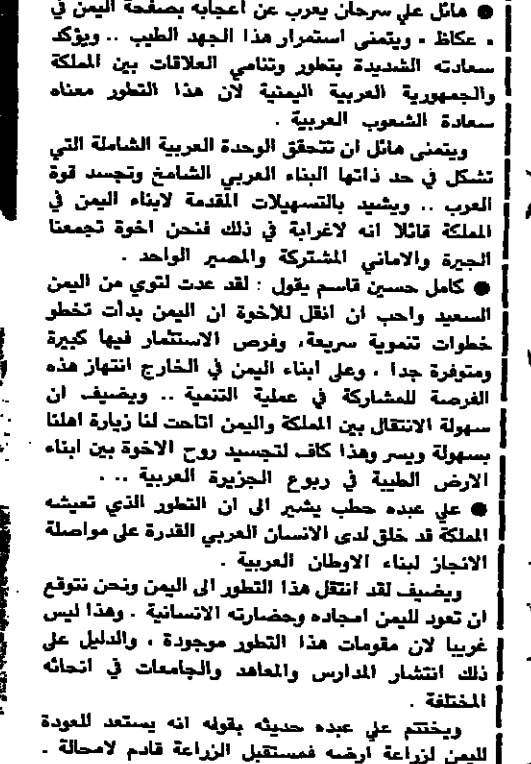 ● هائل علي سرحان يعرب عن اعجابه بصفحة اليمن في
« عكاظ » ويتمنى استمرار هذا الجهد الطيب .. ويؤكد
سعادته الشديدة بتطور وتنامي العلاقات بين المملكة
والجمهورية العربية اليمنية لان هذا التطور معناه
سعادة الشعوب العربية .
ويتمنى هائل ان تتحقق الوحدة العربية الشاملة التي
تشكل في حد ذاتها البناء العربي الشامخ وتجسد قوة
العرب .. ويشيد بالتسهيلات المقدمة لابناء اليمن في
المملكة قائلا انه لاغرابة في ذلك فنحن اخوة تجمعنا
الجيرة والاماني المشتركة والمصير الواحد .
● كامل حسين قاسم يقول : لقد عدت لتوي من اليمن
السعيد واحب ان انقل للأخوة ان اليمن بدأت تخطو
خطوات تنموية سريعة، وفرص الاستثمار فيها كبيرة
ومتوفرة جدا ، وعلى ابناء اليمن في الخارج انتهاز هذه
الفرصة للمشاركة في عملية التنمية .. ويضيف ان
سهولة الانتقال بين المملكة واليمن اتاحت لنا زيارة اهلنا
بسهولة ويسر وهذا كاف لتجسيد روح الاخوة بين ابناء
الارض الطيبة في ربوع الجزيرة العربية ...
● علي عبده حطب يشير الى ان التطور الذي تعيشه
المملكة قد خلق لدى الانسان العربي القدرة على مواصلة
الانجاز لبناء الاوطان العربية .
ويضيف لقد انتقل هذا التطور الى اليمن ونحن نتوقع
ان تعود لليمن امجاده وحضارته الانسانية . وهذا ليس
غريبا لان مقومات هذا التطور موجودة ، والدليل على
ذلك انتشار المدارس والمعاهد والجامعات في انحائه
المختلفة .
ويختتم علي عبده حديثه بقوله انه يستعد للعودة
لليمن لزراعة ارضه فمستقبل الزراعة قادم لامحالة .